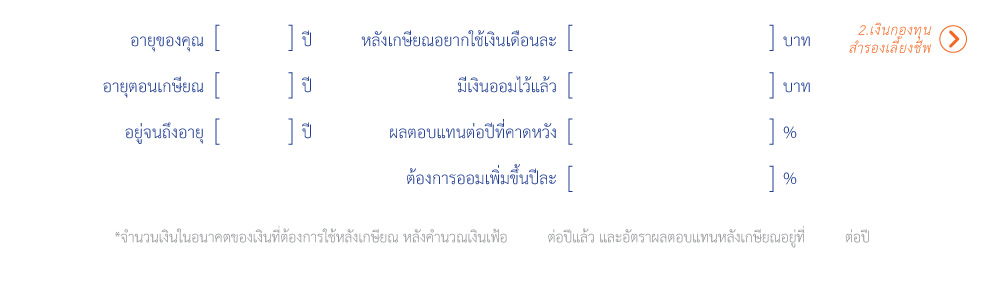 อายุของคุณ [ ] ปี หลังเกษียณอยากใช้เงินเดือนละ [ ] บาท
2.เงินกองทุน
สำรองเลี้ยงชีพ
อายุตอนเกษียณ [ ] ปี มีเงินออมไว้แล้ว [ ] บาท
อยู่จนถึงอายุ [ ] ปี ผลตอบแทนต่อปีที่คาดหวัง [ ] %
ต้องการออมเพิ่มขึ้นปีละ [ ] %
*จำนวนเงินในอนาคตของเงินที่ต้องการใช้หลังเกษียณ หลังคำนวณเงินเฟ้อ ต่อปีแล้ว และอัตราผลตอบแทนหลังเกษียณอยู่ที่ ต่อปี